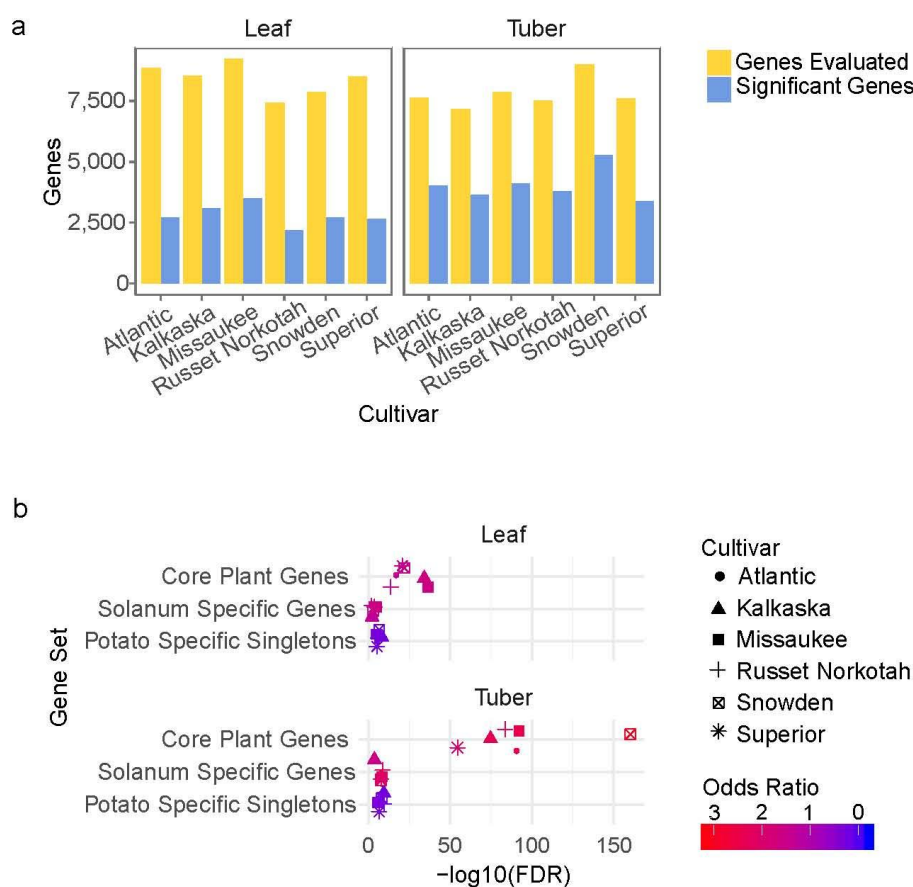 a
Leaf
Tuber
Genes Evaluated
Significant Genes
Genes
7,500
5,000
2,500
0
Atlantic
Kalkaska
Missaukee
Russet Norkotah
Snowden
Superior
Atlantic
Kalkaska
Missaukee
Russet Norkotah
Snowden
Superior
Cultivar
b
Leaf
Core Plant Genes
Solanum Specific Genes
Potato Specific Singletons
Gene Set
Tuber
Core Plant Genes
Solanum Specific Genes
Potato Specific Singletons
0 50 100 150
−log10(FDR)
Cultivar
Atlantic
Kalkaska
Missaukee
Russet Norkotah
Snowden
Superior
Odds Ratio
3 2 1 0